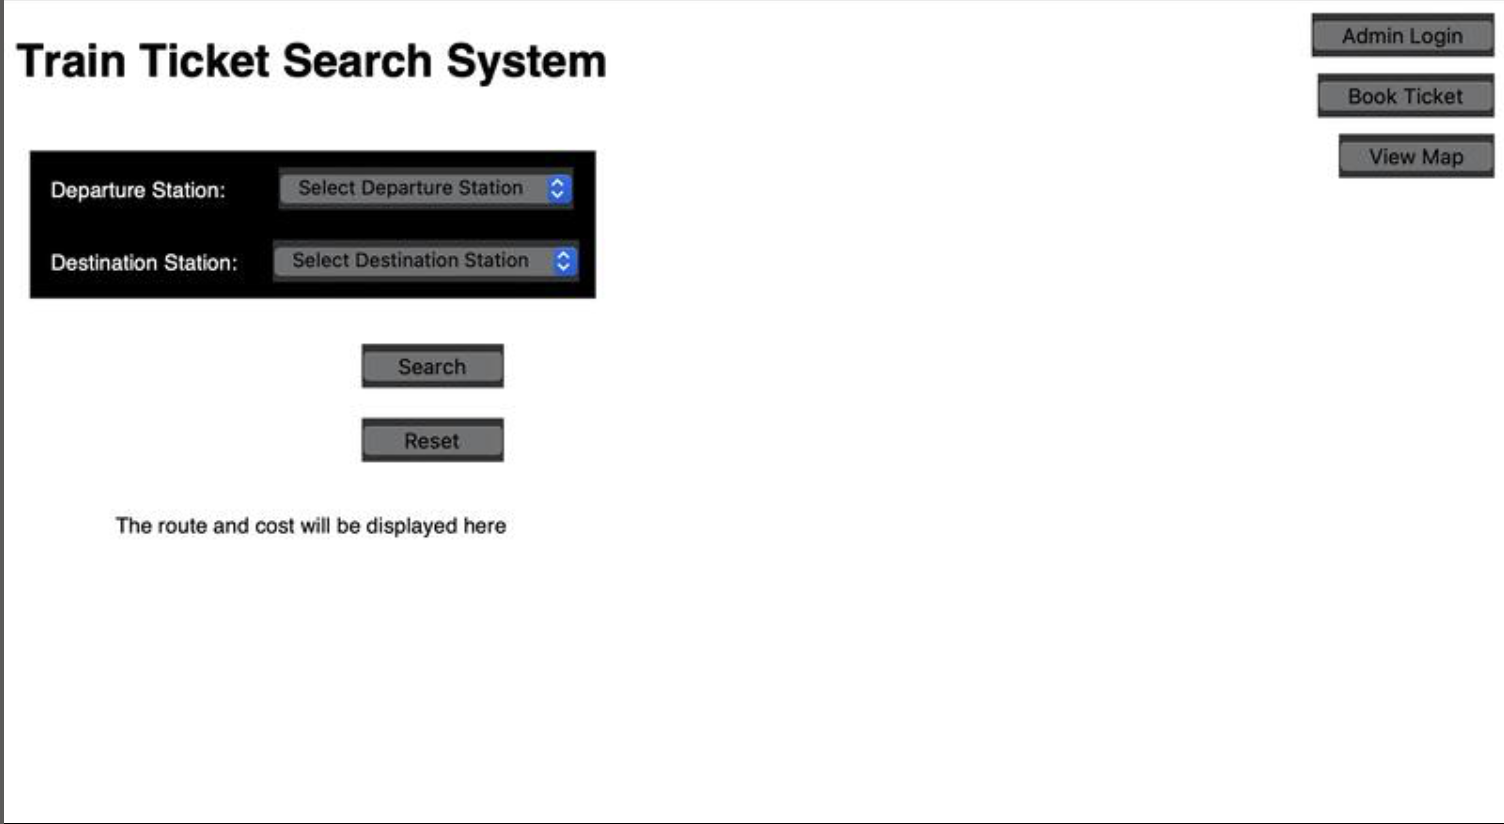 Train Ticket Search System
Admin Login
Book Ticket
View Map
Departure Station: Select Departure Station
Destination Station: Select Destination Station
Search
Reset
The route and cost will be displayed here